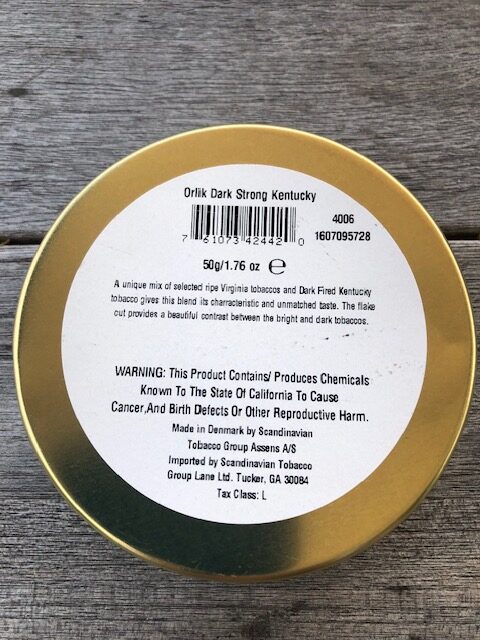 Orlik Dark Strong Kentucky
4006
7 61073 42442 0
1607095728
50g/1.76 oz ℮
A unique mix of selected ripe Virginia tobaccos and Dark Fired Kentucky
tobacco gives this blend its characteristic and unmatched taste. The flake
cut provides a beautiful contrast between the bright and dark tobaccos.
WARNING: This Product Contains/ Produces Chemicals
Known To The State Of California To Cause
Cancer,And Birth Defects Or Other Reproductive Harm.
Made in Denmark by Scandinavian
Tobacco Group Assens A/S
Imported by Scandinavian Tobacco
Group Lane Ltd. Tucker, GA 30084
Tax Class: L